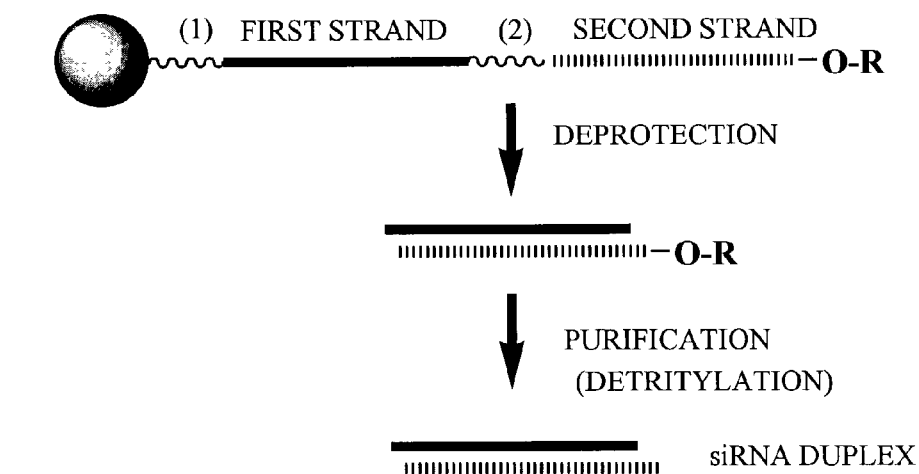 (1) FIRST STRAND (2) SECOND STRAND
O-R
DEPROTECTION
O-R
PURIFICATION
(DETRITYLATION)
siRNA DUPLEX